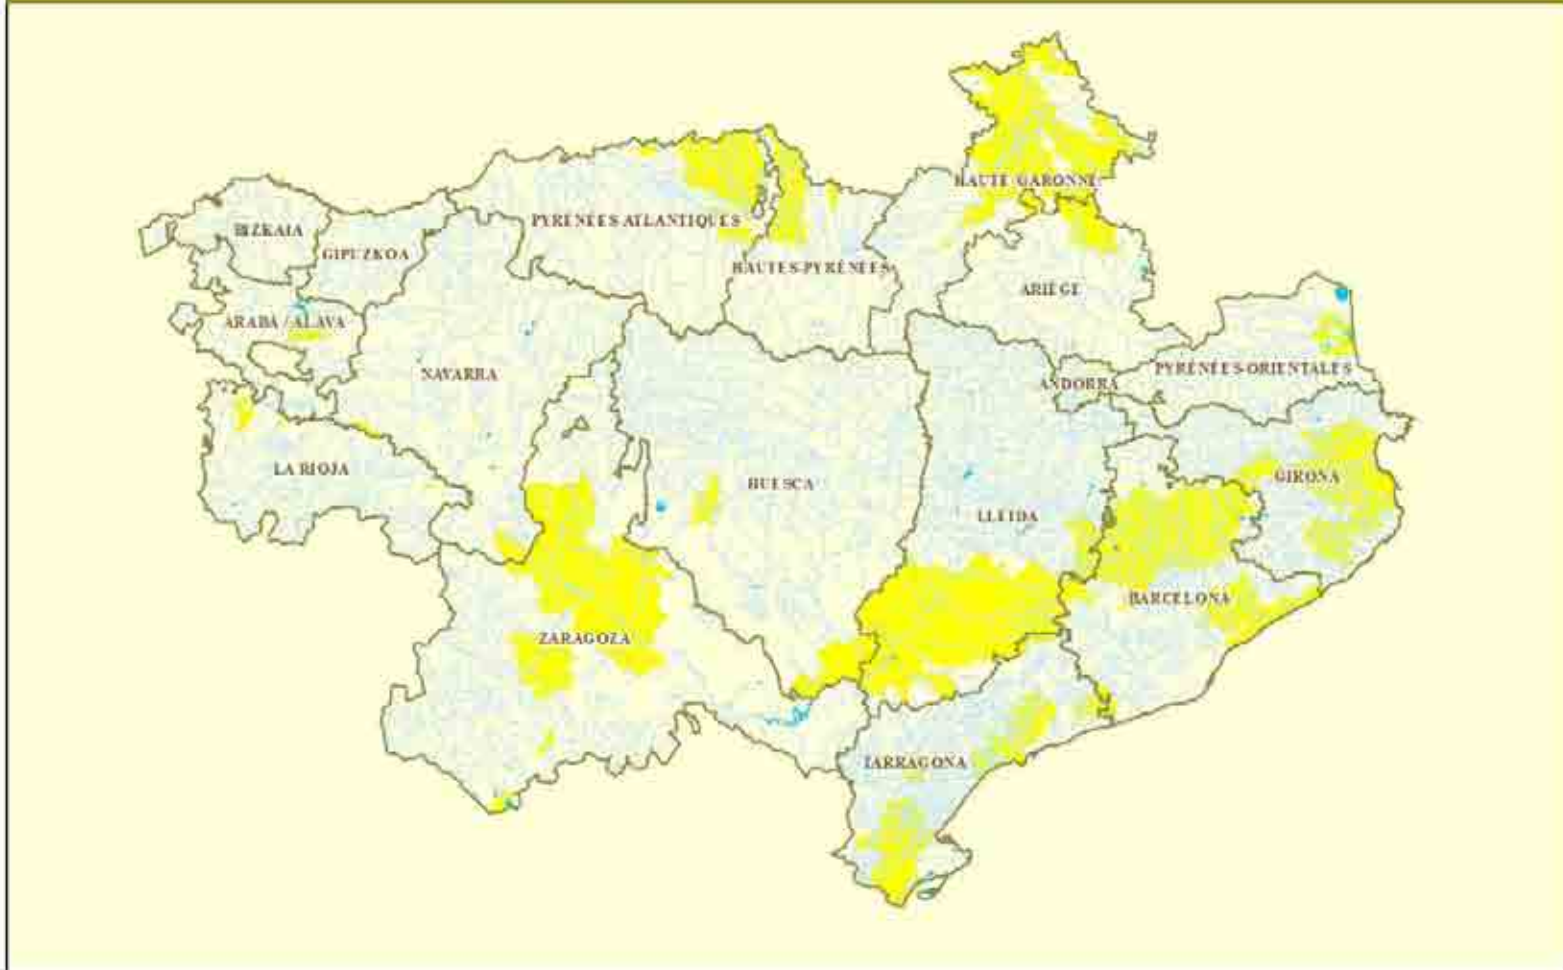 HAUTE-GARONNE
PYRÉNÉES-ATLANTIQUES
BIZKAIA
GIPUZKOA
HAUTES-PYRÉNÉES
ARIÈGE
ARABA / ALAVA
NAVARRA
ANDORRA
PYRÉNÉES-ORIENTALES
LA RIOJA
HUESCA
GIRONA
LLEIDA
BARCELONA
ZARAGOZA
TARRAGONA